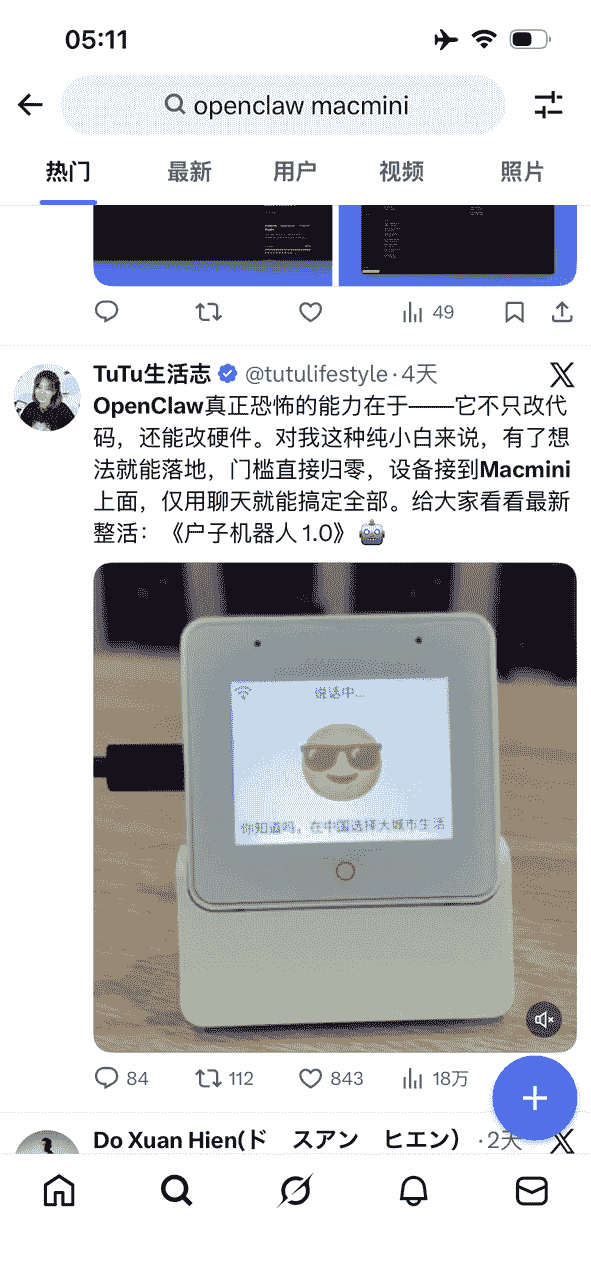 05:11
openclaw macmini
热门 最新 用户 视频 照片
49
TuTu生活志 @tutulifestyle · 4天
OpenClaw真正恐怖的能力在于——它不只改代
码，还能改硬件。对我这种纯小白来说，有了想
法就能落地，门槛直接归零，设备接到Macmini
上面，仅用聊天就能搞定全部。给大家看看最新
整活：《户子机器人 1.0》🤖
说话中...
你知道吗，在中国选择大城市生活
84 112 843 18万
Do Xuan Hien(ド　スアン　ヒエン） · 2天